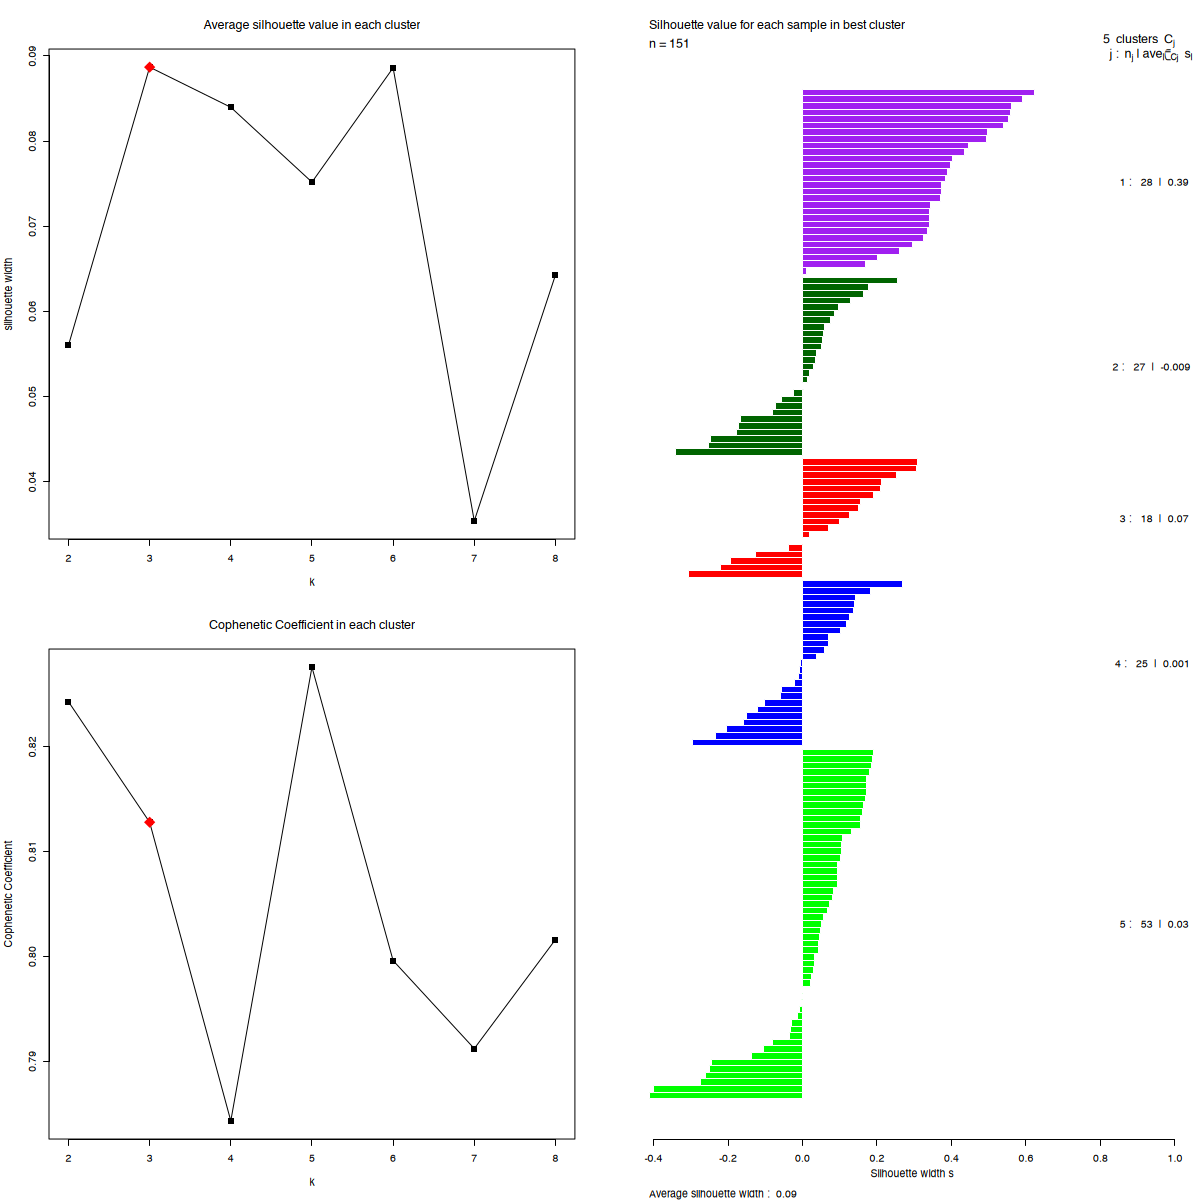 Average silhouette value in each cluster
silhouette width
0.09
0.08
0.07
0.06
0.05
0.04
2 3 4 5 6 7 8
k
Cophenetic Coefficient in each cluster
Cophenetic Coefficient
0.82
0.81
0.80
0.79
2 3 4 5 6 7 8
k
Silhouette value for each sample in best cluster
n = 151
5 clusters Cj
j : nj | ave i∈Cj si
1 : 28 | 0.39
2 : 27 | -0.009
3 : 18 | 0.07
4 : 25 | 0.001
5 : 53 | 0.03
-0.4 -0.2 0.0 0.2 0.4 0.6 0.8 1.0
Silhouette width s
Average silhouette width : 0.09